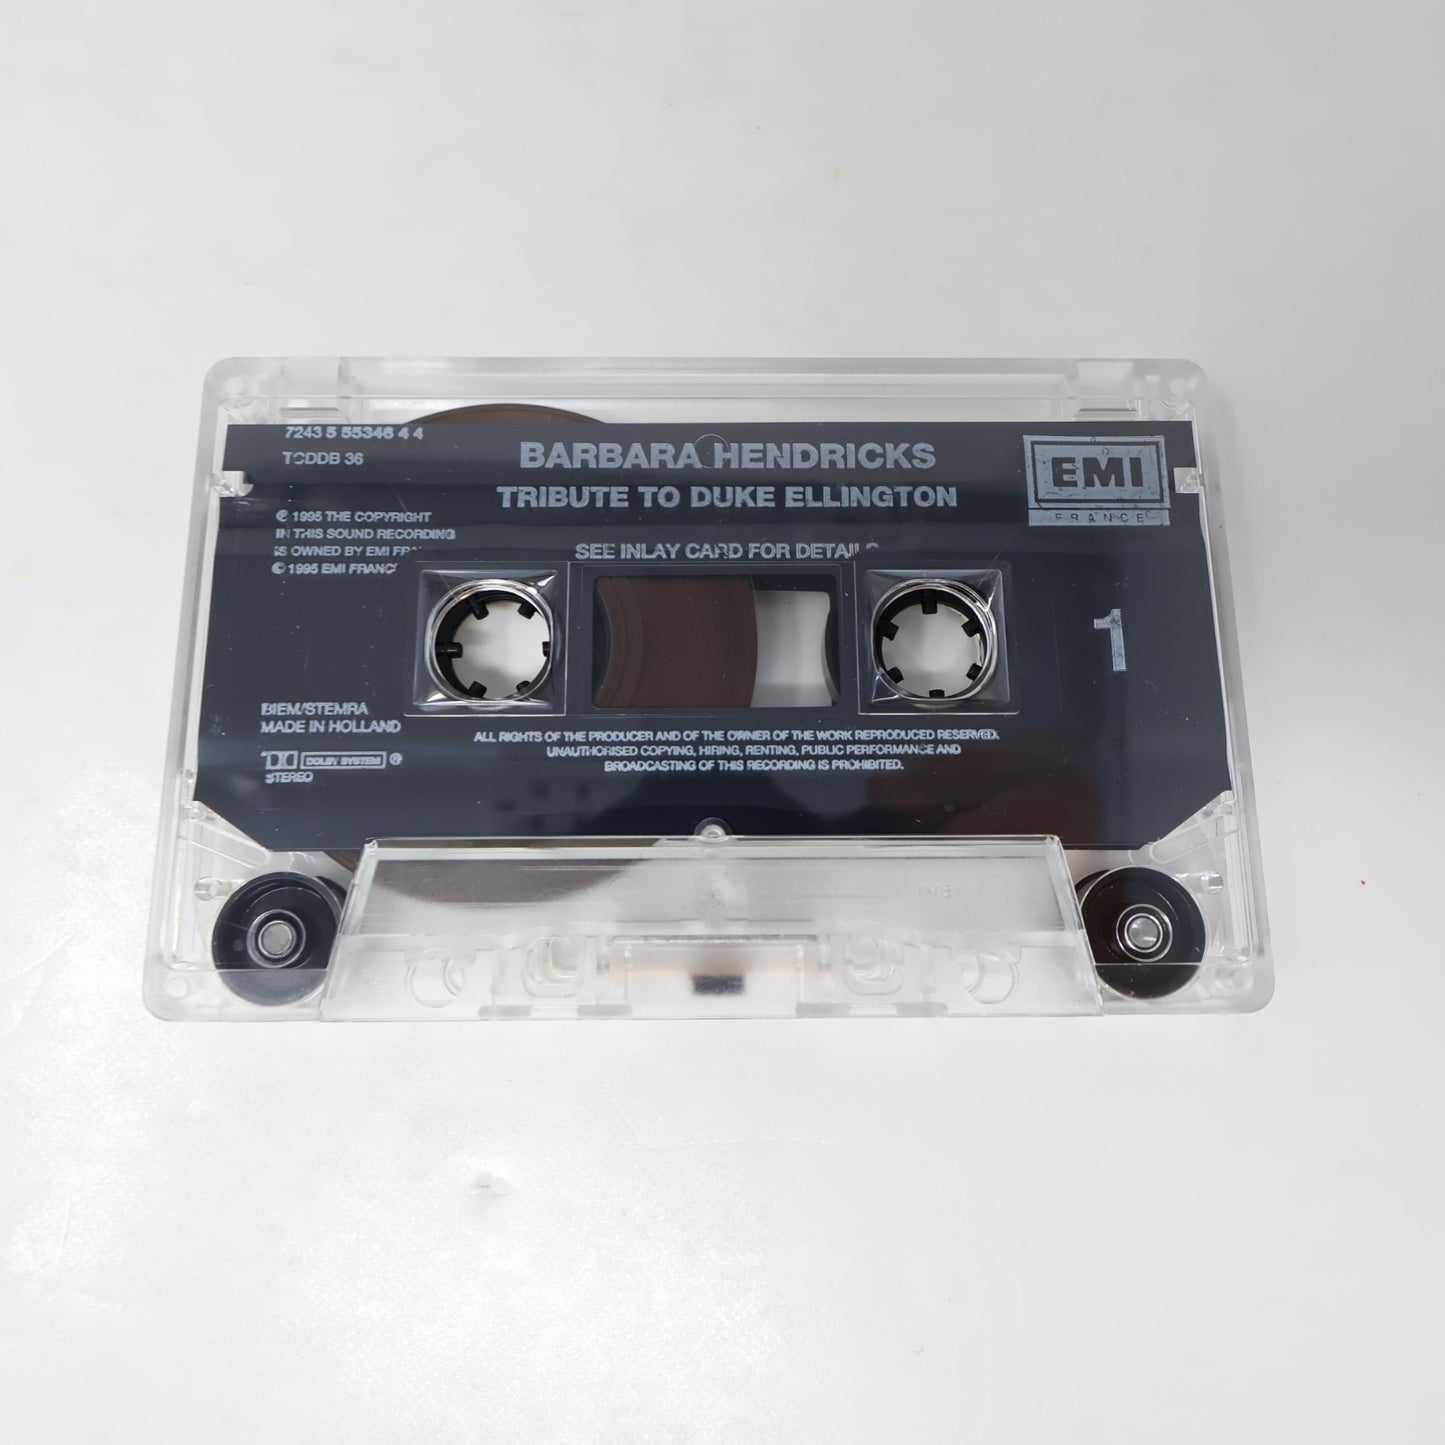 7243 5 55346 4 4
TCDDB 36
BARBARA HENDRICKS
TRIBUTE TO DUKE ELLINGTON
EMI
FRANCE
℗ 1995 THE COPYRIGHT
IN THIS SOUND RECORDING
IS OWNED BY EMI FRAN
© 1995 EMI FRANC
SEE INLAY CARD FOR DETAILS
1
BIEM/STEMRA
MADE IN HOLLAND
DOLBY SYSTEM ®
STEREO
ALL RIGHTS OF THE PRODUCER AND OF THE OWNER OF THE WORK REPRODUCED RESERVED.
UNAUTHORISED COPYING, HIRING, RENTING, PUBLIC PERFORMANCE AND
BROADCASTING OF THIS RECORDING IS PROHIBITED.